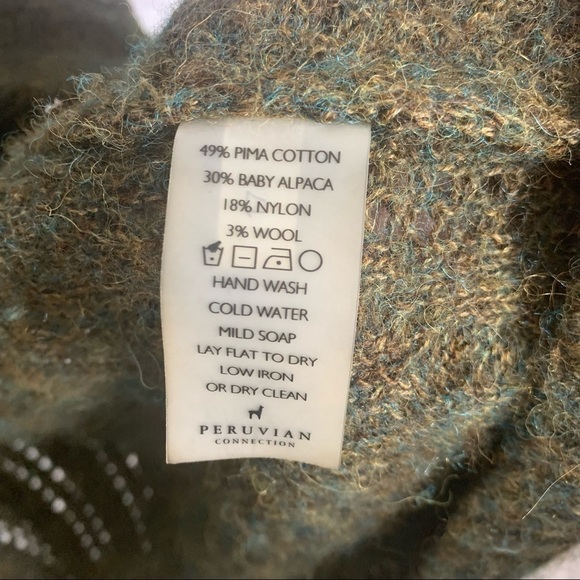 49% PIMA COTTON
30% BABY ALPACA
18% NYLON
3% WOOL
HAND WASH
COLD WATER
MILD SOAP
LAY FLAT TO DRY
LOW IRON
OR DRY CLEAN
PERUVIAN
CONNECTION